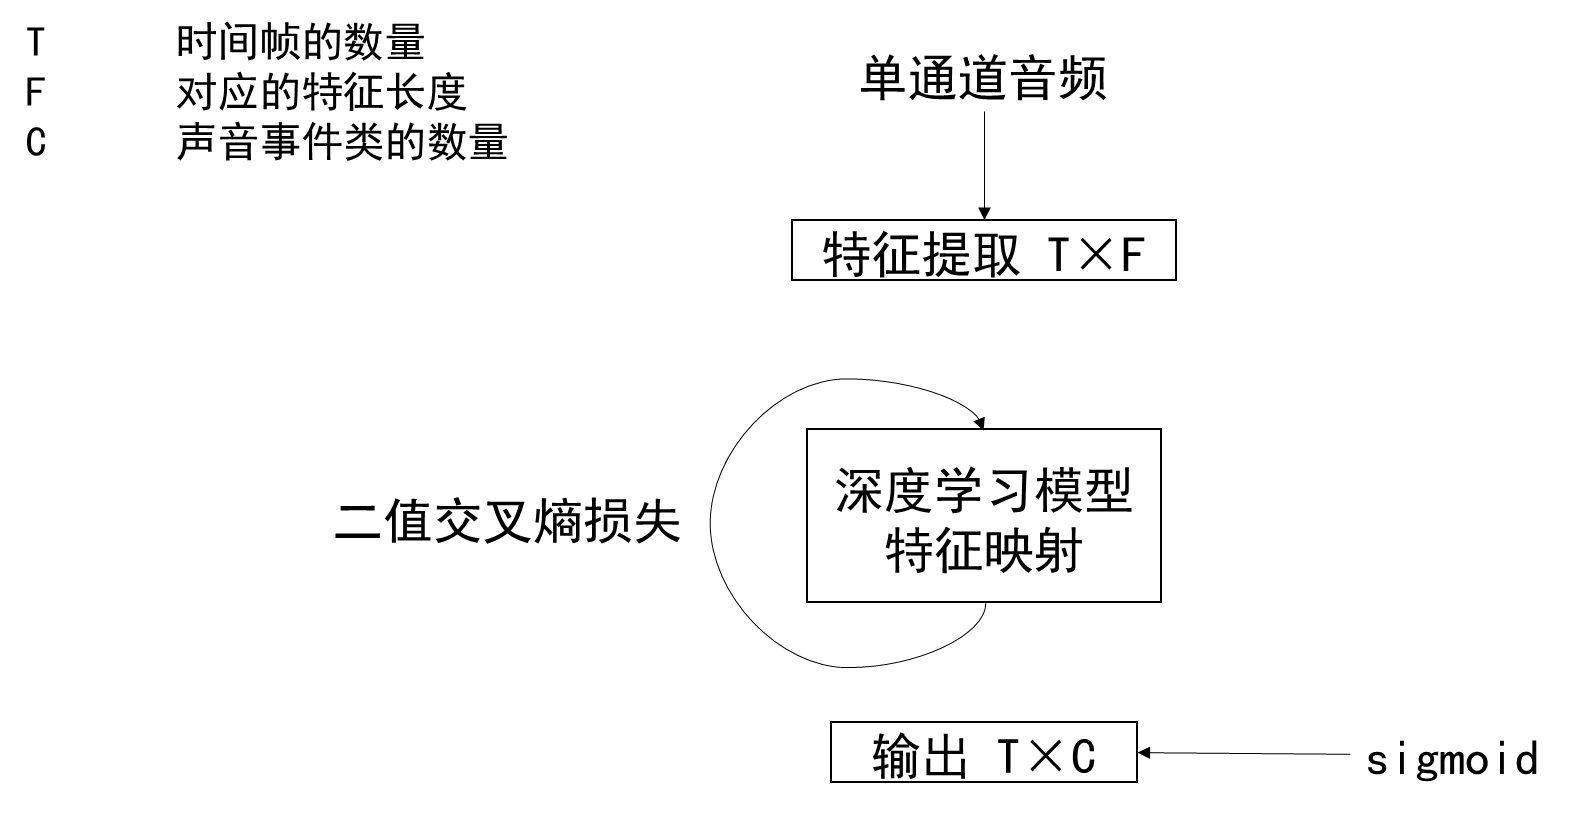 T 时间帧的数量
F 对应的特征长度
C 声音事件类的数量
单通道音频
特征提取 T×F
二值交叉熵损失
深度学习模型
特征映射
输出 T×C
sigmoid